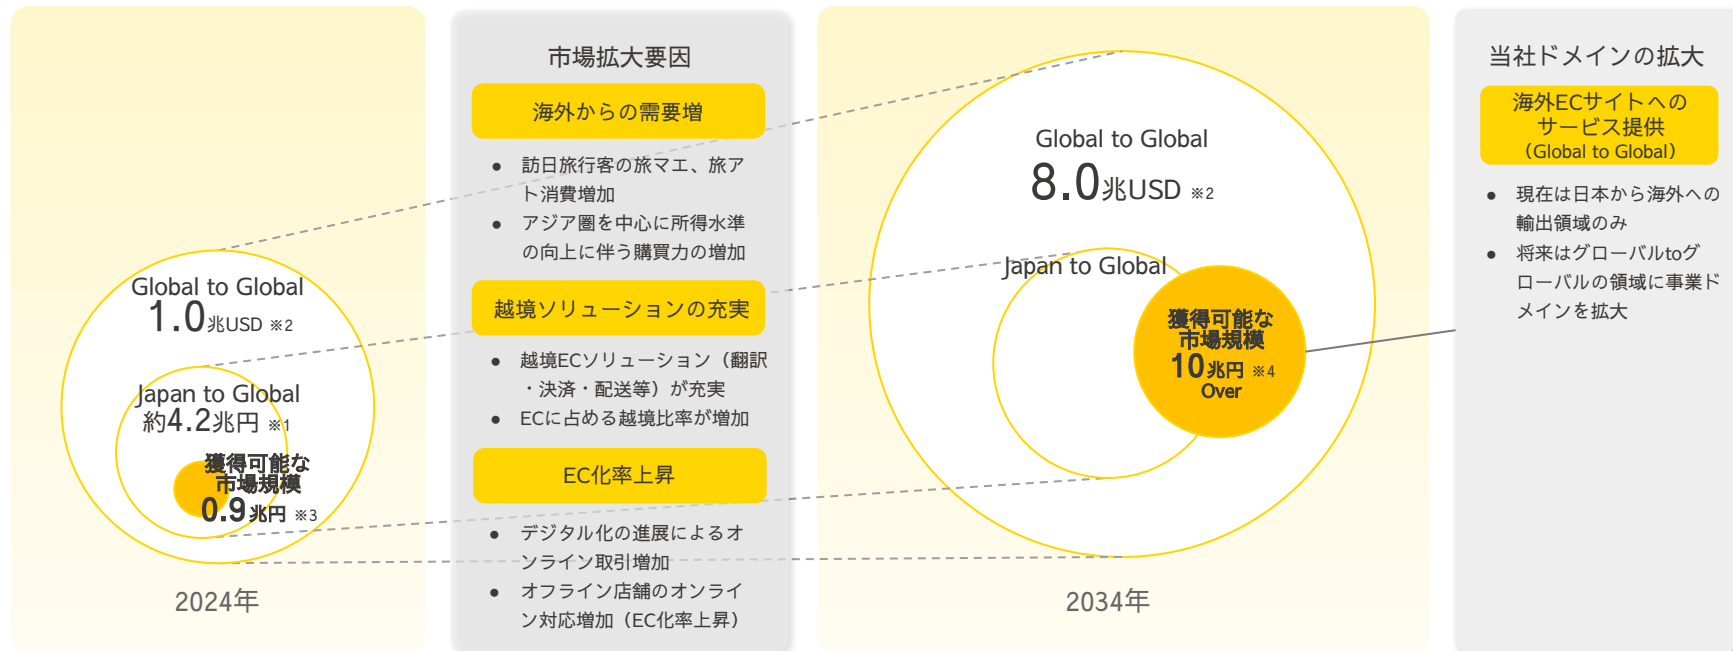 Global to Global
1.0兆USD ※2
Japan to Global
約4.2兆円 ※1
獲得可能な
市場規模
0.9兆円 ※3
2024年
市場拡大要因
海外からの需要増
● 訪日旅行客の旅マエ、旅ア
ト消費増加
● アジア圏を中心に所得水準
の向上に伴う購買力の増加
越境ソリューションの充実
● 越境ECソリューション（翻訳
・決済・配送等）が充実
● ECに占める越境比率が増加
EC化率上昇
● デジタル化の進展によるオ
ンライン取引増加
● オフライン店舗のオンライ
ン対応増加（EC化率上昇）
Global to Global
8.0兆USD ※2
Japan to Global
獲得可能な
市場規模
10兆円 ※4
Over
2034年
当社ドメインの拡大
海外ECサイトへの
サービス提供
（Global to Global）
● 現在は日本から海外への
輸出領域のみ
● 将来はグローバルtoグ
ローバルの領域に事業ド
メインを拡大